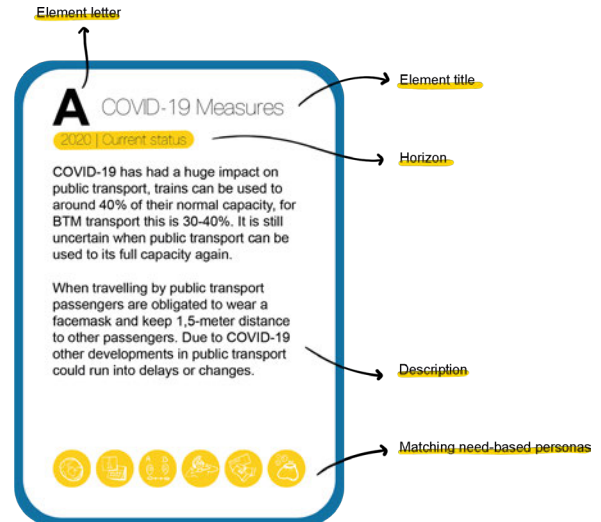 Element letter
A COVID-19 Measures
Element title
2020 | Current status
Horizon
COVID-19 has had a huge impact on
public transport, trains can be used to
around 40% of their normal capacity, for
BTM transport this is 30-40%. It is still
uncertain when public transport can be
used to its full capacity again.
When travelling by public transport
passengers are obligated to wear a
facemask and keep 1,5-meter distance
to other passengers. Due to COVID-19
other developments in public transport
could run into delays or changes.
Description
Matching need-based personas